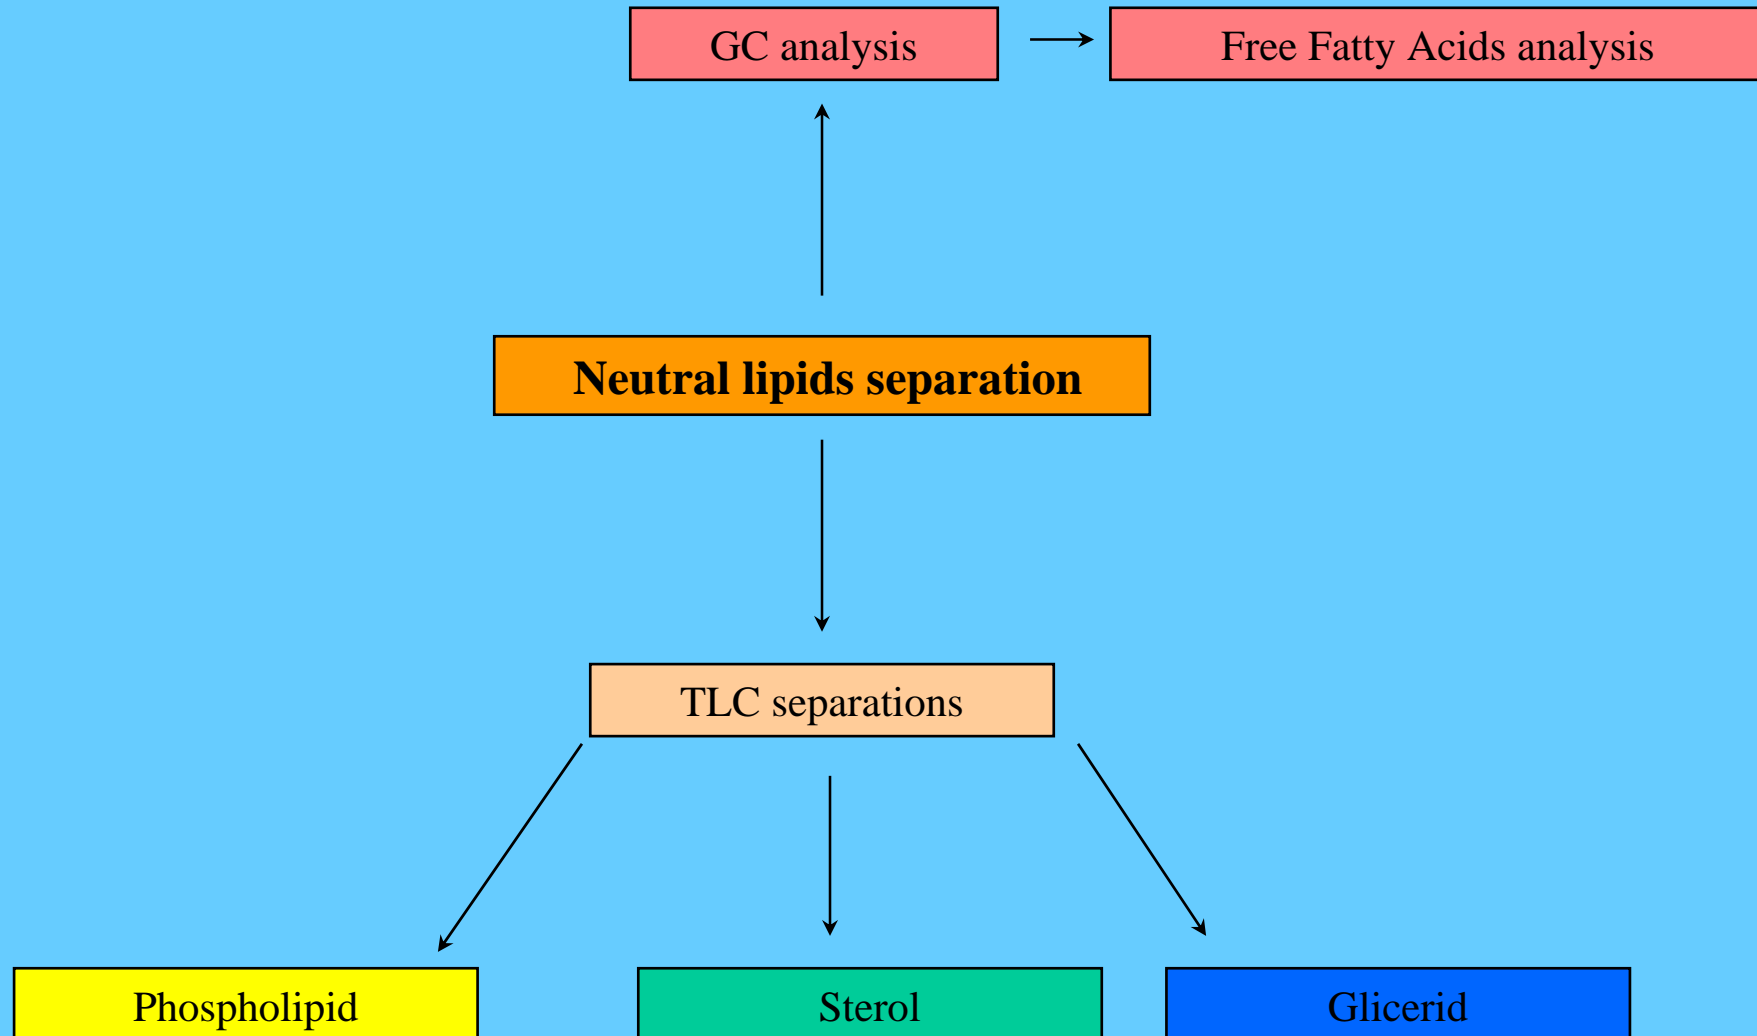 GC analysis
Free Fatty Acids analysis
Neutral lipids separation
TLC separations
Phospholipid
Sterol
Glicerid